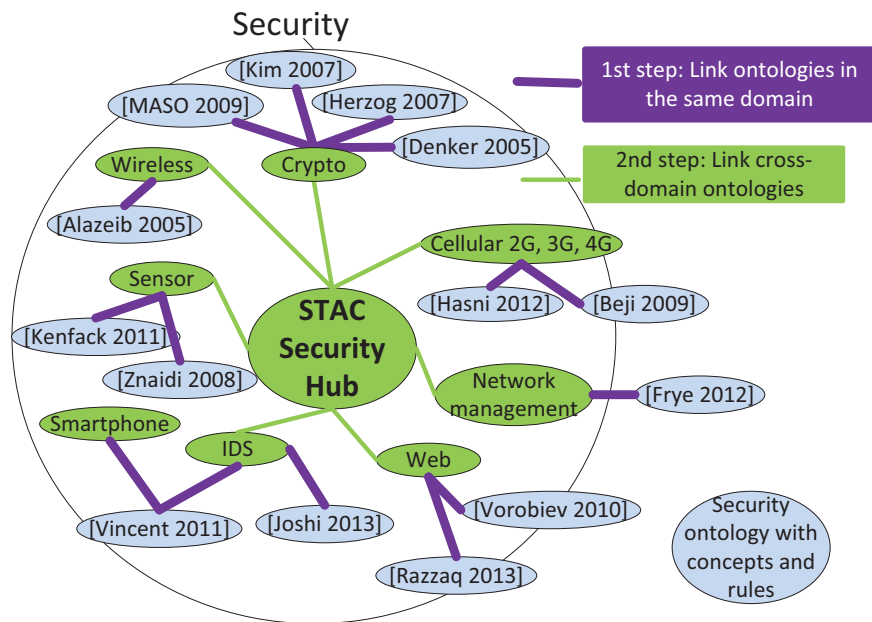 Security
[Kim 2007]
[MASO 2009]
[Herzog 2007]
[Denker 2005]
Wireless
Crypto
[Alazeib 2005]
1st step: Link ontologies in
the same domain
2nd step: Link cross-
domain ontologies
Cellular 2G, 3G, 4G
[Hasni 2012]
[Beji 2009]
Sensor
[Kenfack 2011]
[Znaidi 2008]
STAC
Security
Hub
Network
management
[Frye 2012]
Smartphone
IDS
Web
[Vincent 2011]
[Joshi 2013]
[Vorobiev 2010]
[Razzaq 2013]
Security
ontology with
concepts and
rules